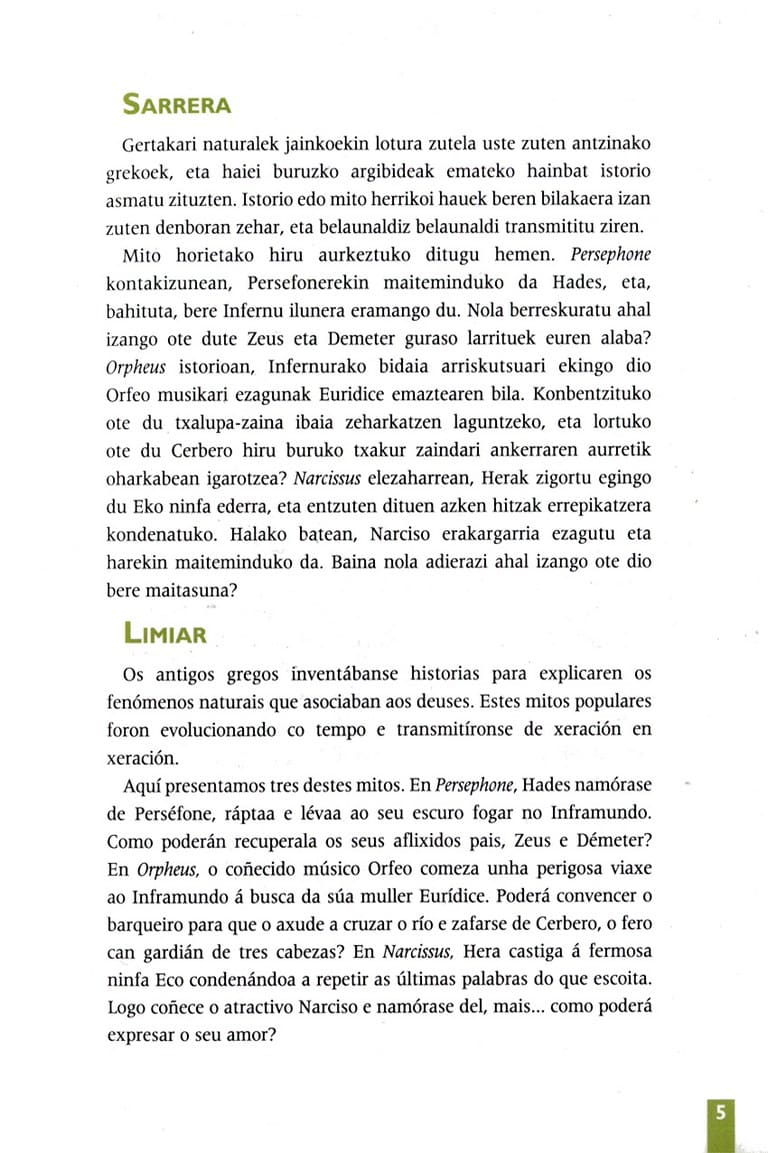 SARRERA
Gertakari naturalek jainkoekin lotura zutela uste zuten antzinako
grekoek, eta haiei buruzko argibideak emateko hainbat istorio
asmatu zituzten. Istorio edo mito herrikoi hauek beren bilakaera izan
zuten denboran zehar, eta belaunaldiz belaunaldi transmititu ziren.
Mito horietako hiru aurkeztuko ditugu hemen. Persephone
kontakizunean, Persefonerekin maiteminduko da Hades, eta,
bahituta, bere Infernu ilunera eramango du. Nola berreskuratu ahal
izango ote dute Zeus eta Demeter guraso larrituek euren alaba?
Orpheus istorioan, Infernurako bidaia arriskutsuari ekingo dio
Orfeo musikari ezagunak Euridice emaztearen bila. Konbentzituko
ote du txalupa-zaina ibaia zeharkatzen laguntzeko, eta lortuko
ote du Cerbero hiru buruko txakur zaindari ankerraren aurretik
oharkabean igarotzea? Narcissus elezaharrean, Herak zigortu egingo
du Eko ninfa ederra, eta entzuten dituen azken hitzak errepikatzera
kondenatuko. Halako batean, Narciso erakargarria ezagutu eta
harekin maiteminduko da. Baina nola adierazi ahal izango ote dio
bere maitasuna?
LIMIAR
Os antigos gregos inventábanse historias para explicaren os
fenómenos naturais que asociaban aos deuses. Estes mitos populares
foron evolucionando co tempo e transmitíronse de xeración en
xeración.
Aquí presentamos tres destes mitos. En Persephone, Hades namórase
de Perséfone, ráptaa e lévaa ao seu escuro fogar no Inframundo.
Como poderán recuperala os seus aflixidos pais, Zeus e Démeter?
En Orpheus, o coñecido músico Orfeo comeza unha perigosa viaxe
ao Inframundo á busca da súa muller Eurídice. Poderá convencer o
barqueiro para que o axude a cruzar o río e zafarse de Cerbero, o fero
can gardián de tres cabezas? En Narcissus, Hera castiga á fermosa
ninfa Eco condenándoa a repetir as últimas palabras do que escoita.
Logo coñece o atractivo Narciso e namórase del, mais... como poderá
expresar o seu amor?
5